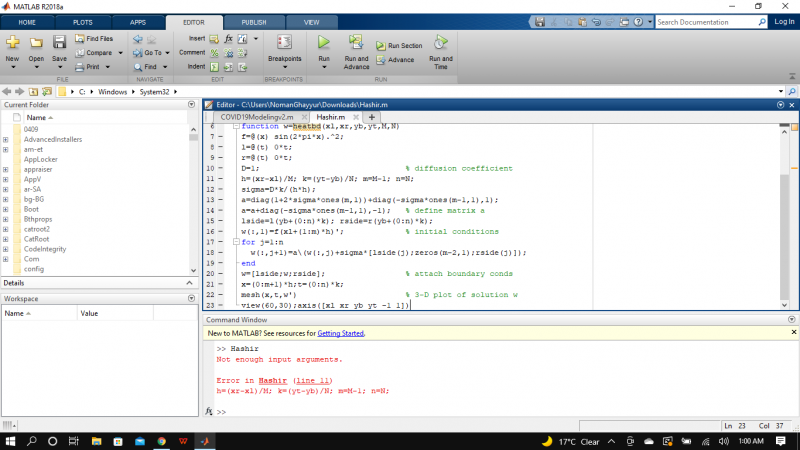 MATLAB R2018a
HOME PLOTS APPS EDITOR PUBLISH VIEW
Search Documentation
Log In
New Open Save
Find Files
Compare
Print
Go To
Find
Insert fx
Comment %
Indent
Breakpoints
Run
Run and Advance
Run Section
Advance
Run and Time
FILE NAVIGATE EDIT BREAKPOINTS RUN
C: Windows System32
Current Folder
Name
0409
AdvancedInstallers
am-et
AppLocker
appraiser
AppV
ar-SA
bg-BG
Boot
Bthprops
catroot2
CatRoot
CodeIntegrity
Com
config
Details
Workspace
Name Value
Editor - C:\Users\NomanGhayyur\Downloads\Hashir.m
COVID19Modelingv2.m Hashir.m
6 function w=heatbd(xl,xr,yb,yt,M,N)
7 - f=@(x) sin(2*pi*x).^2;
8 - l=@(t) 0*t;
9 - r=@(t) 0*t;
10 - D=1; % diffusion coefficient
11 - h=(xr-xl)/M; k=(yt-yb)/N; m=M-1; n=N;
12 - sigma=D*k/(h*h);
13 - a=diag(1+2*sigma*ones(m,1))+diag(-sigma*ones(m-1,1),1);
14 - a=a+diag(-sigma*ones(m-1,1),-1); % define matrix a
15 - lside=l(yb+(0:n)*k); rside=r(yb+(0:n)*k);
16 - w(:,1)=f(xl+(1:m)*h)'; % initial conditions
17 - for j=1:n
18 - w(:,j+1)=a\(w(:,j)+sigma*[lside(j);zeros(m-2,1);rside(j)]);
19 - end
20 - w=[lside;w;rside]; % attach boundary conds
21 - x=(0:m+1)*h;t=(0:n)*k;
22 - mesh(x,t,w') % 3-D plot of solution w
23 - view(60,30);axis([xl xr yb yt -1 1])
Command Window
New to MATLAB? See resources for Getting Started.
>> Hashir
Not enough input arguments.
Error in Hashir (line 11)
h=(xr-xl)/M; k=(yt-yb)/N; m=M-1; n=N;
fx >>
Ln 23 Col 37
17°C Clear
1:00 AM